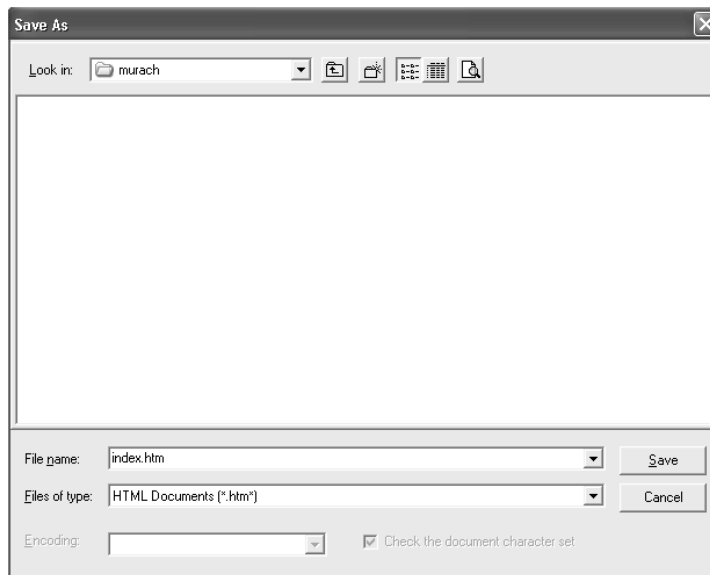 Save As
Look in: murach
File name: index.htm Save
Files of type: HTML Documents (*.htm*) Cancel
Encoding: Check the document character set